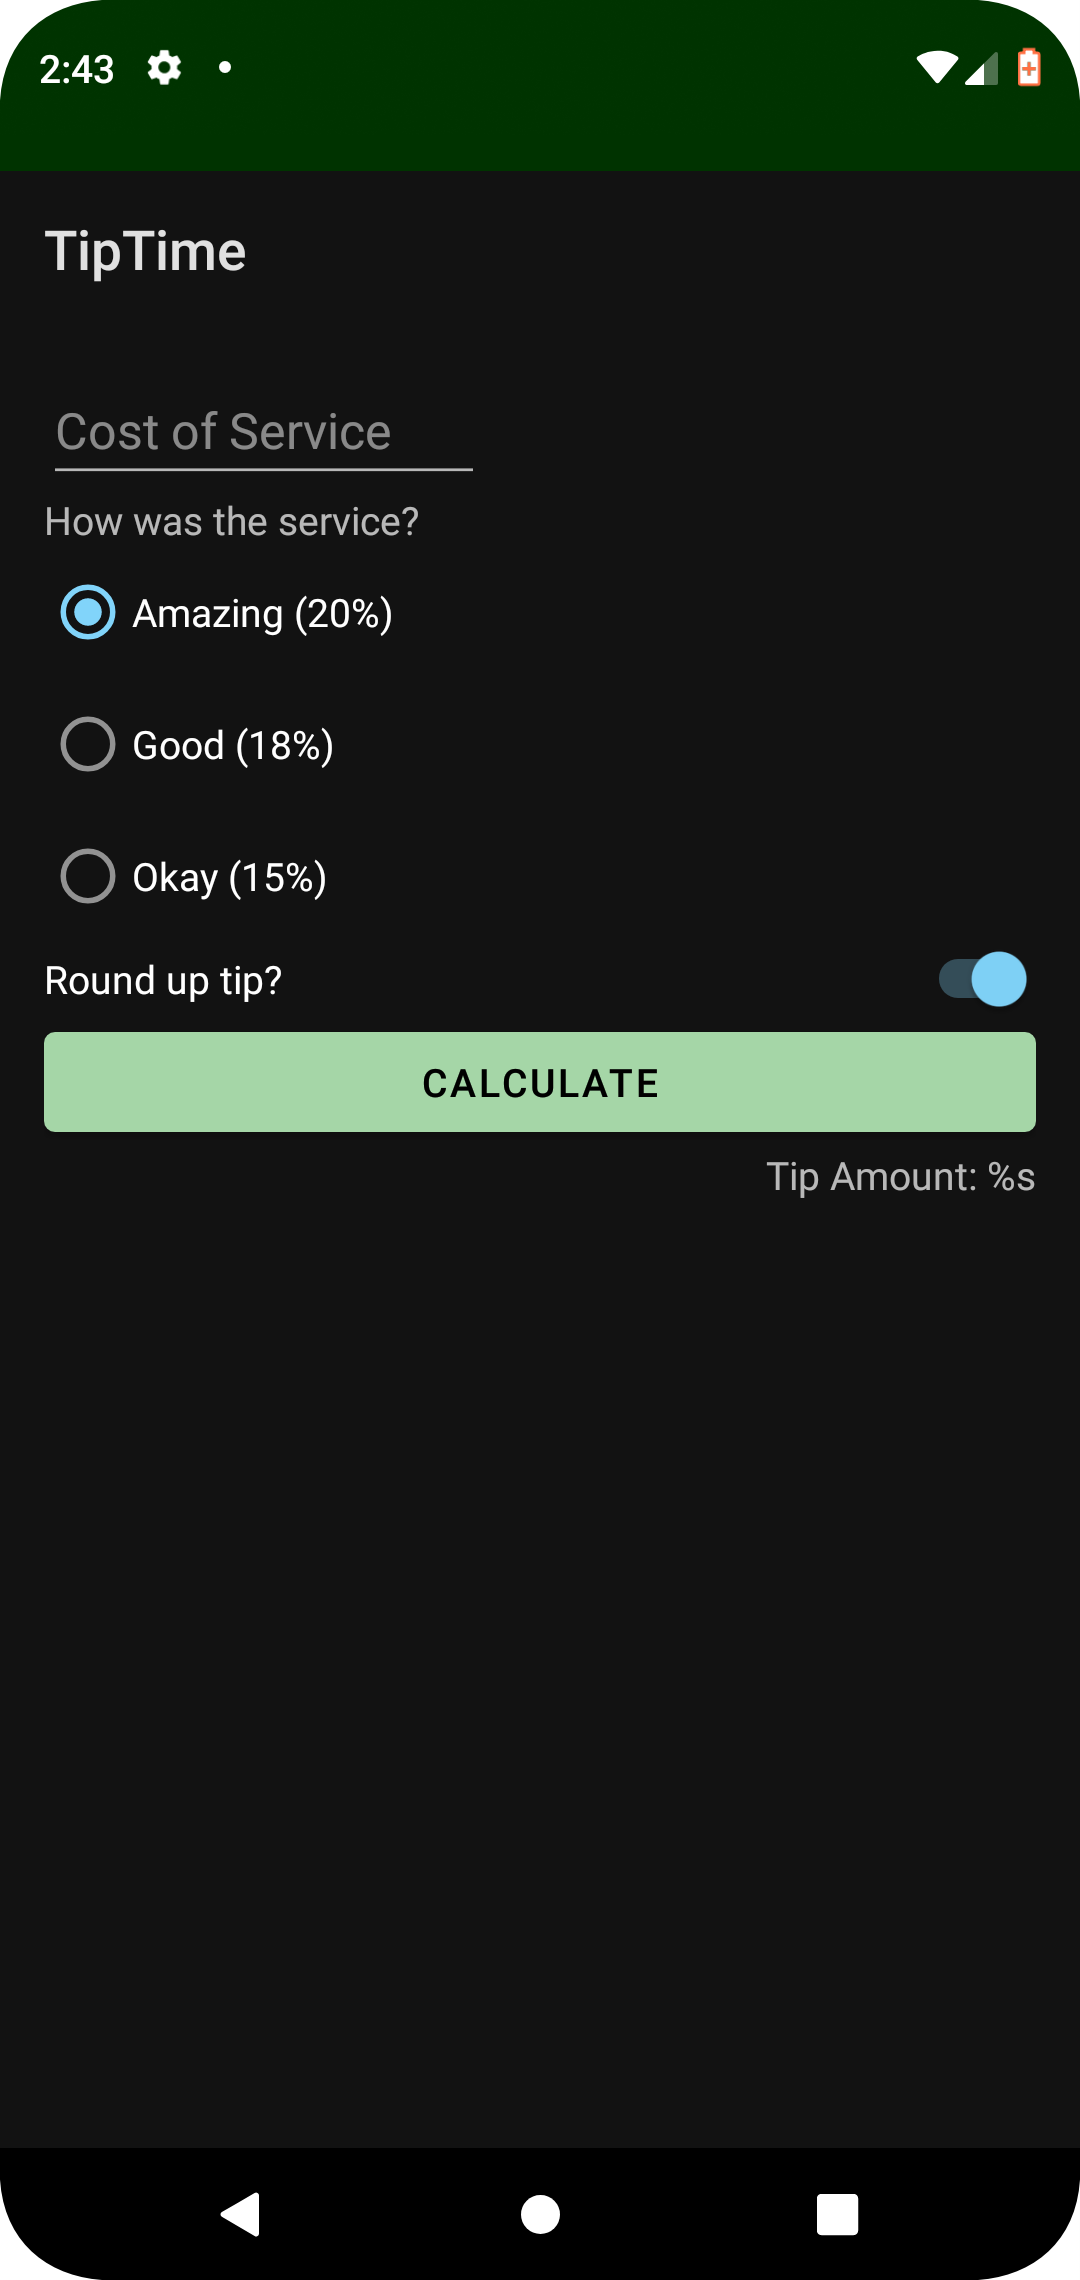 2:43
TipTime
Cost of Service
How was the service?
Amazing (20%)
Good (18%)
Okay (15%)
Round up tip?
CALCULATE
Tip Amount: %s